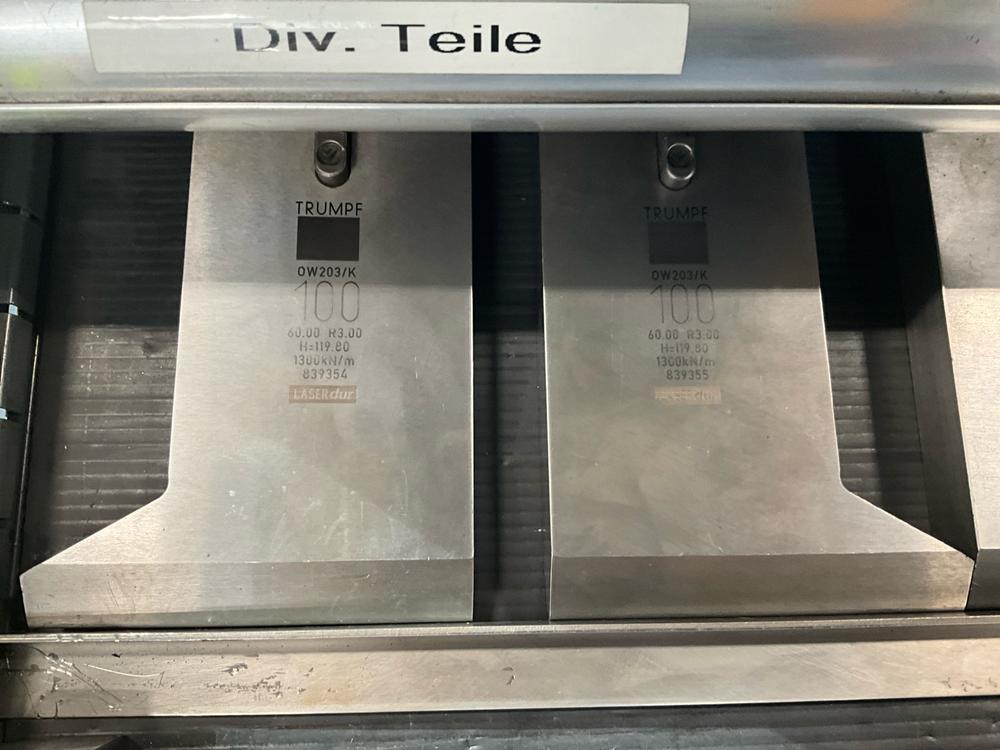 Div. Teile
TRUMPF
OW203/K
100
60.00 R3.00
H=119.80
1300kN/m
839354
LASERdur
TRUMPF
OW203/K
100
60.00 R3.00
H=119.80
1300kN/m
839355
LASERdur